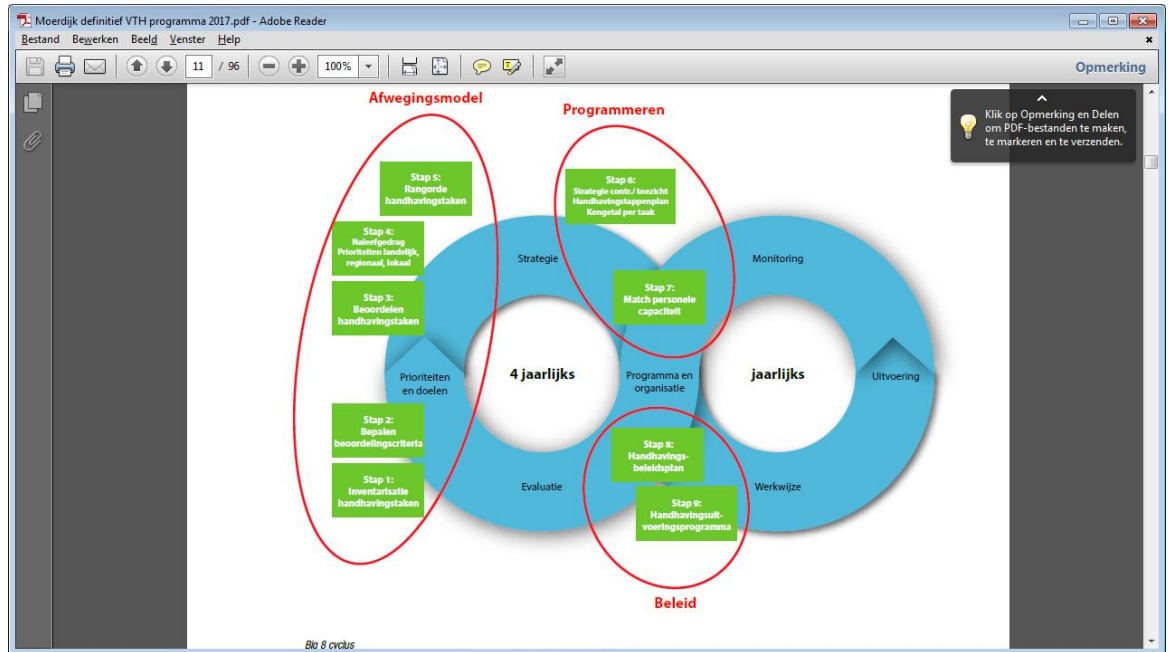 Moerdijk definitief VTH programma 2017.pdf - Adobe Reader
Bestand Bewerken Beeld Venster Help
11 / 96 100% Opmerking
Klik op Opmerking en Delen
om PDF-bestanden te maken,
te markeren en te verzenden.
Afwegingsmodel
Programmeren
Stap 5:
Rangorde
handhavingstaken
Stap 6:
Strategie contr./ toezicht
Handhavingstappenplan
Kengetal per taak
Stap 4:
Naleefgedrag
Prioriteiten landelijk,
regionaal, lokaal
Strategie
Monitoring
Stap 3:
Beoordelen
handhavingstaken
Stap 7:
Match personele
capaciteit
Prioriteiten
en doelen
4 jaarlijks
Programma en
organisatie
jaarlijks
Uitvoering
Stap 2:
Bepalen
beoordelingscriteria
Stap 8:
Handhavings-
beleidsplan
Stap 1:
Inventarisatie
handhavingstaken
Evaluatie
Stap 9:
Handhavingsuit-
voeringsprogramma
Werkwijze
Beleid
Big 8 cyclus